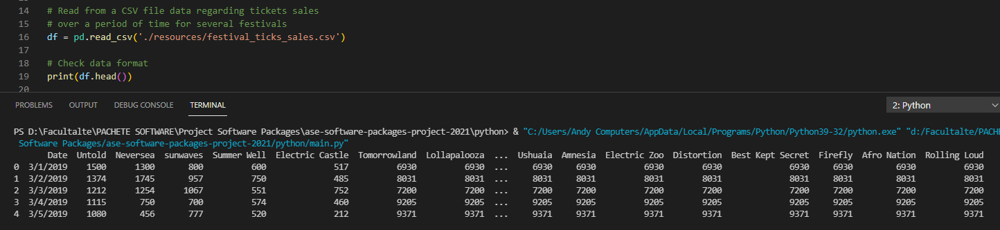 14 # Read from a CSV file data regarding tickets sales
15 # over a period of time for several festivals
16 df = pd.read_csv('./resources/festival_ticks_sales.csv')
17
18 # Check data format
19 print(df.head())
20
PROBLEMS OUTPUT DEBUG CONSOLE TERMINAL 2: Python
PS D:\Facultalte\PACHETE SOFTWARE\Project Software Packages\ase-software-packages-project-2021\python> & "C:/Users/Andy Computers/AppData/Local/Programs/Python/Python39-32/python.exe" "d:/Facultalte/PACHE
Software Packages/ase-software-packages-project-2021/python/main.py"
Date Untold Neversea sunwaves Summer Well Electric Castle Tomorrowland Lollapalooza ... Ushuaia Amnesia Electric Zoo Distortion Best Kept Secret Firefly Afro Nation Rolling Loud
0 3/1/2019 1500 1300 800 600 517 6930 6930 ... 6930 6930 6930 6930 6930 6930 6930 6930
1 3/2/2019 1374 1745 957 750 485 8031 8031 ... 8031 8031 8031 8031 8031 8031 8031 8031
2 3/3/2019 1212 1254 1067 551 752 7200 7200 ... 7200 7200 7200 7200 7200 7200 7200 7200
3 3/4/2019 1115 750 700 574 460 9205 9205 ... 9205 9205 9205 9205 9205 9205 9205 9205
4 3/5/2019 1080 456 777 520 212 9371 9371 ... 9371 9371 9371 9371 9371 9371 9371 9371